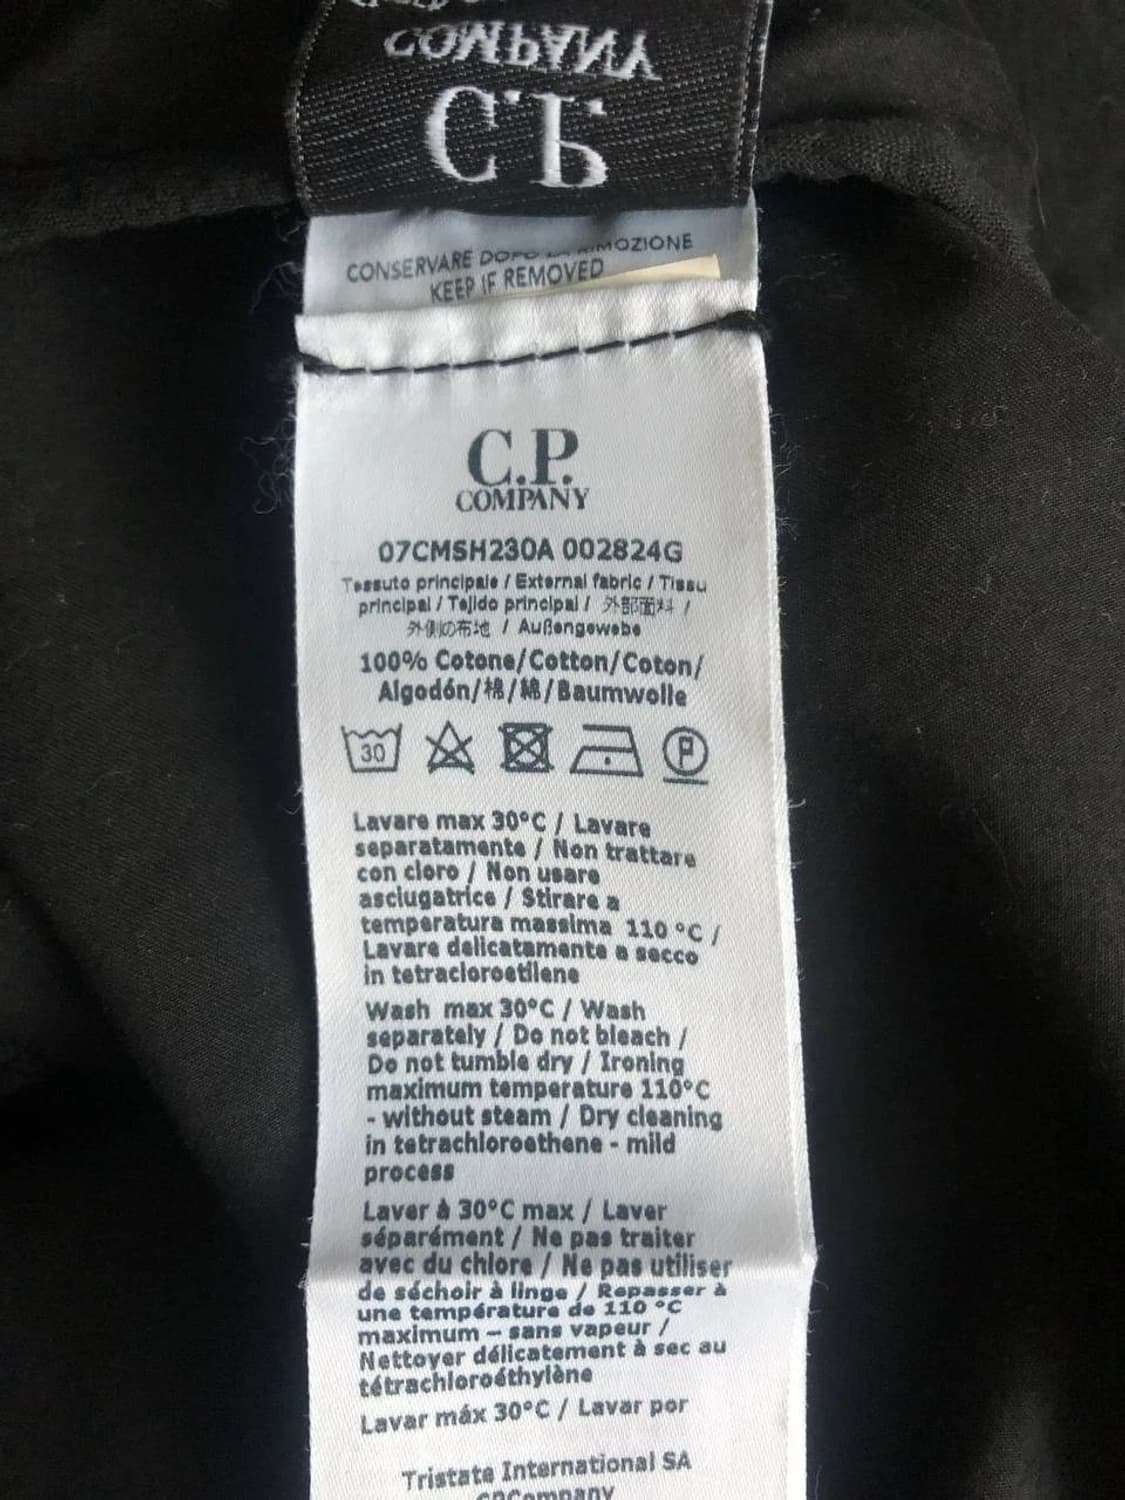 COMPANY
C.P.
CONSERVARE DOPO LA RIMOZIONE
KEEP IF REMOVED
C.P.
COMPANY
07CMSH230A 002824G
Tessuto principale / External fabric / Tissu
principal / Tejido principal / 外部面料 /
外側の布地 / Außengewebe
100% Cotone/Cotton/Coton/
Algodón/棉/綿/Baumwolle
30
P
Lavare max 30°C / Lavare
separatamente / Non trattare
con cloro / Non usare
asciugatrice / Stirare a
temperatura massima 110 °C /
Lavare delicatamente a secco
in tetracloroetilene
Wash max 30°C / Wash
separately / Do not bleach /
Do not tumble dry / Ironing
maximum temperature 110°C
- without steam / Dry cleaning
in tetrachloroethene - mild
process
Laver à 30°C max / Laver
séparément / Ne pas traiter
avec du chlore / Ne pas utiliser
de séchoir à linge / Repasser à
une température de 110 °C
maximum – sans vapeur /
Nettoyer délicatement à sec au
tétrachloroéthylène
Lavar máx 30°C / Lavar por
Tristate International SA
CPCompany